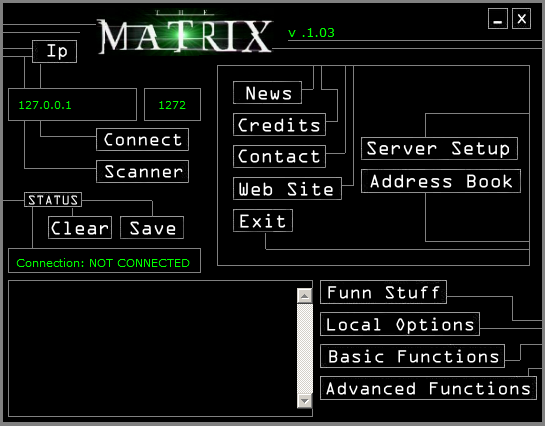 THE
MATRIX
v .1.03
Ip
127.0.0.1
1272
Connect
Scanner
STATUS
Clear
Save
Connection: NOT CONNECTED
News
Credits
Contact
Web Site
Exit
Server Setup
Address Book
Funn Stuff
Local Options
Basic Functions
Advanced Functions